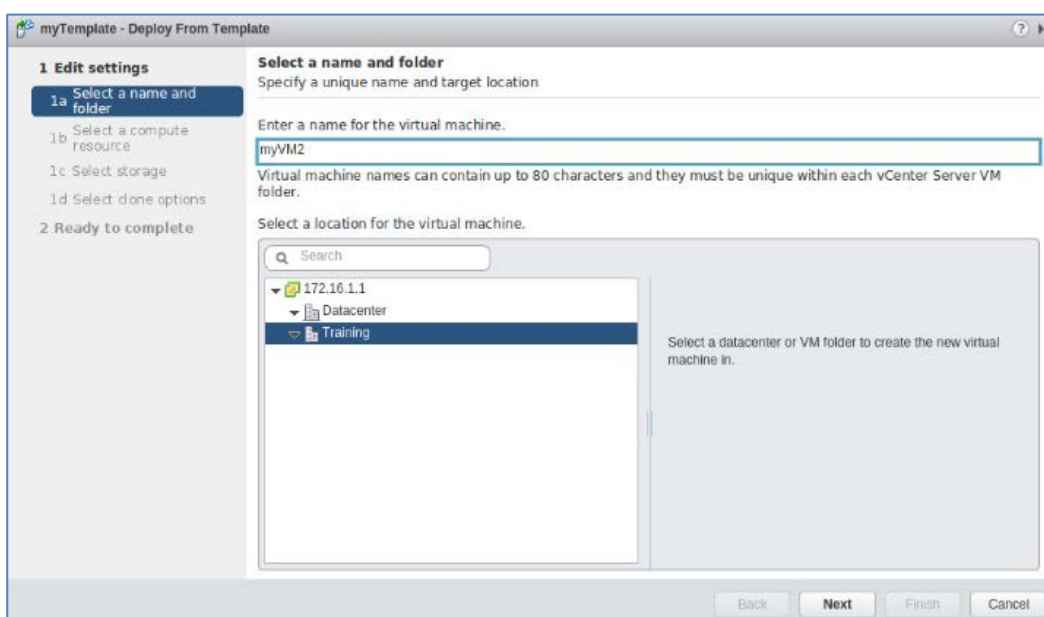 myTemplate - Deploy From Template
?
1 Edit settings
1a Select a name and
folder
1b Select a compute
resource
1c Select storage
1d Select clone options
2 Ready to complete
Select a name and folder
Specify a unique name and target location
Enter a name for the virtual machine.
myVM2
Virtual machine names can contain up to 80 characters and they must be unique within each vCenter Server VM
folder.
Select a location for the virtual machine.
Search
172.16.1.1
Datacenter
Training
Select a datacenter or VM folder to create the new virtual
machine in.
Back
Next
Finish
Cancel